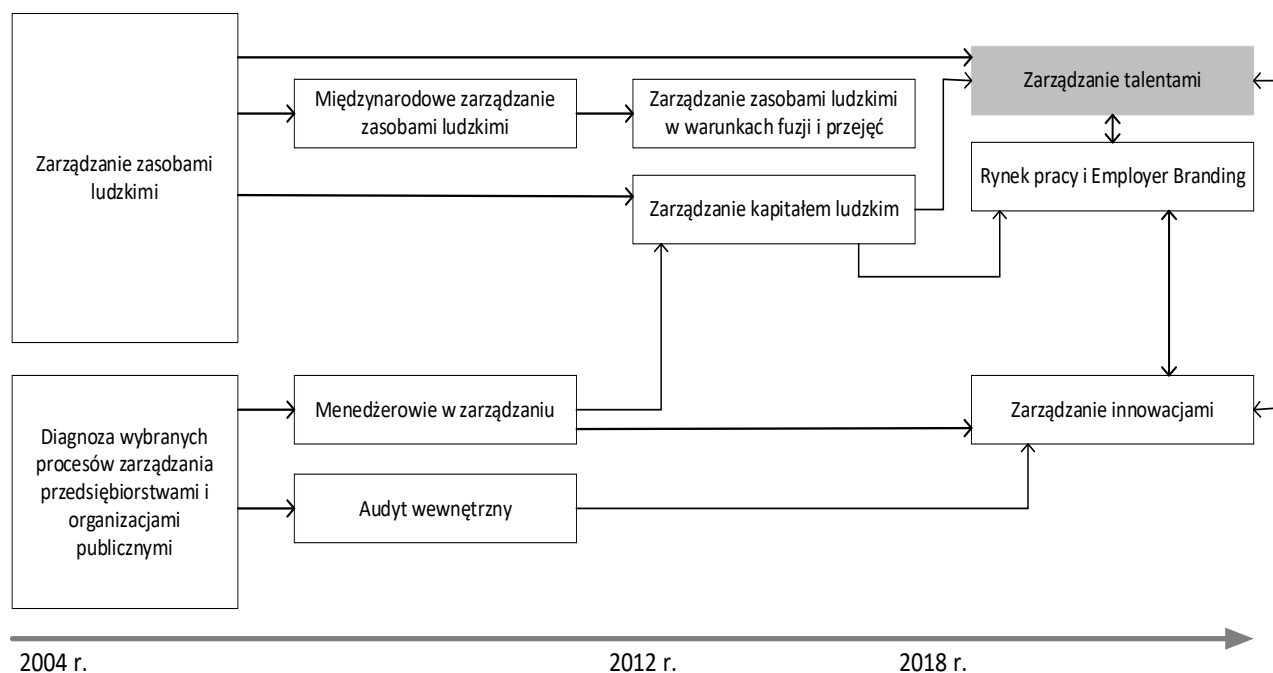 Zarządzanie zasobami
ludzkimi
Międzynarodowe zarządzanie
zasobami ludzkimi
Zarządzanie zasobami ludzkimi
w warunkach fuzji i przejęć
Zarządzanie talentami
Rynek pracy i Employer Branding
Zarządzanie kapitałem ludzkim
Diagnoza wybranych
procesów zarządzania
przedsiębiorstwami i
organizacjami
publicznymi
Menedżerowie w zarządzaniu
Zarządzanie innowacjami
Audyt wewnętrzny
2004 r.
2012 r.
2018 r.